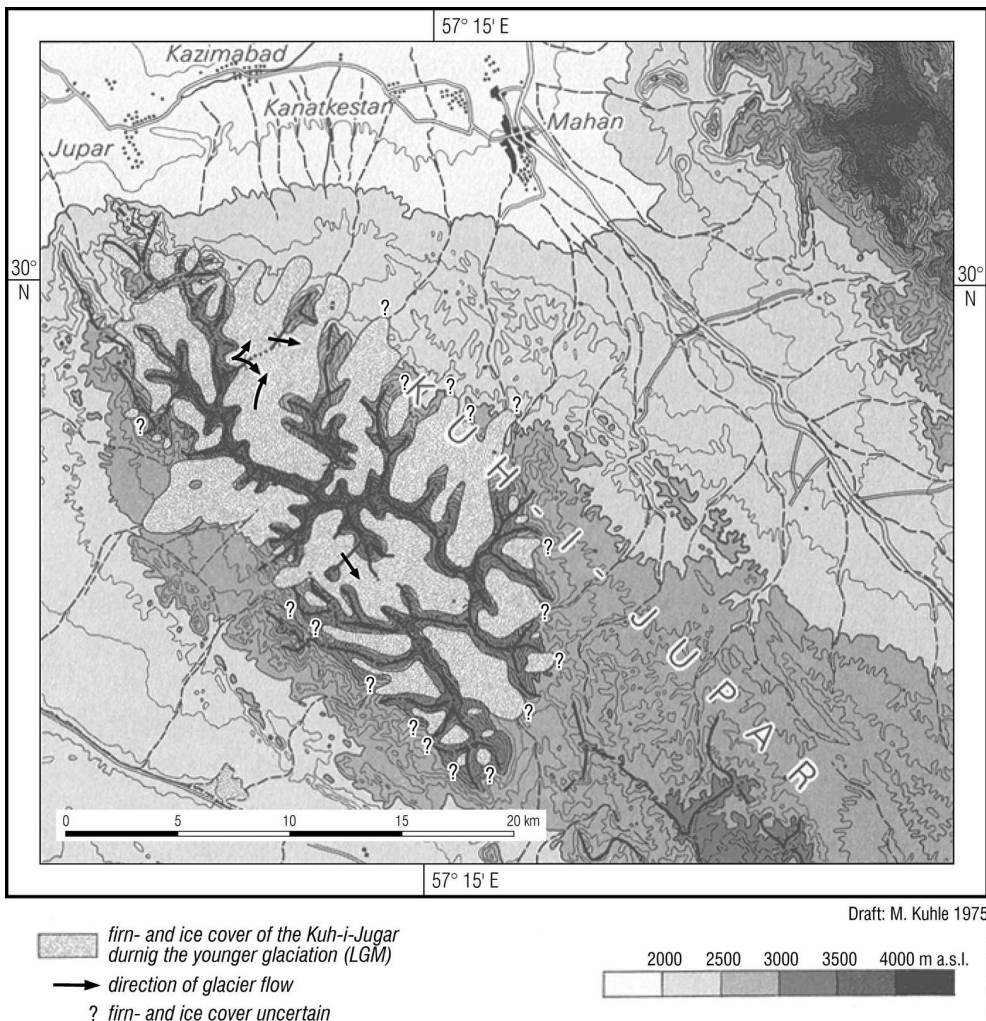 57° 15' E
Kazimabad
Kanatkestan
Mahan
Jupar
30°
N
30°
N
?
?
?
?
?
?
K U H - I - J U P A R
?
?
?
?
?
?
?
?
?
?
?
?
0 5 10 15 20 km
57° 15' E
Draft: M. Kuhle 1975
firn- and ice cover of the Kuh-i-Jugar
durnig the younger glaciation (LGM)
direction of glacier flow
? firn- and ice cover uncertain
2000 2500 3000 3500 4000 m a.s.l.